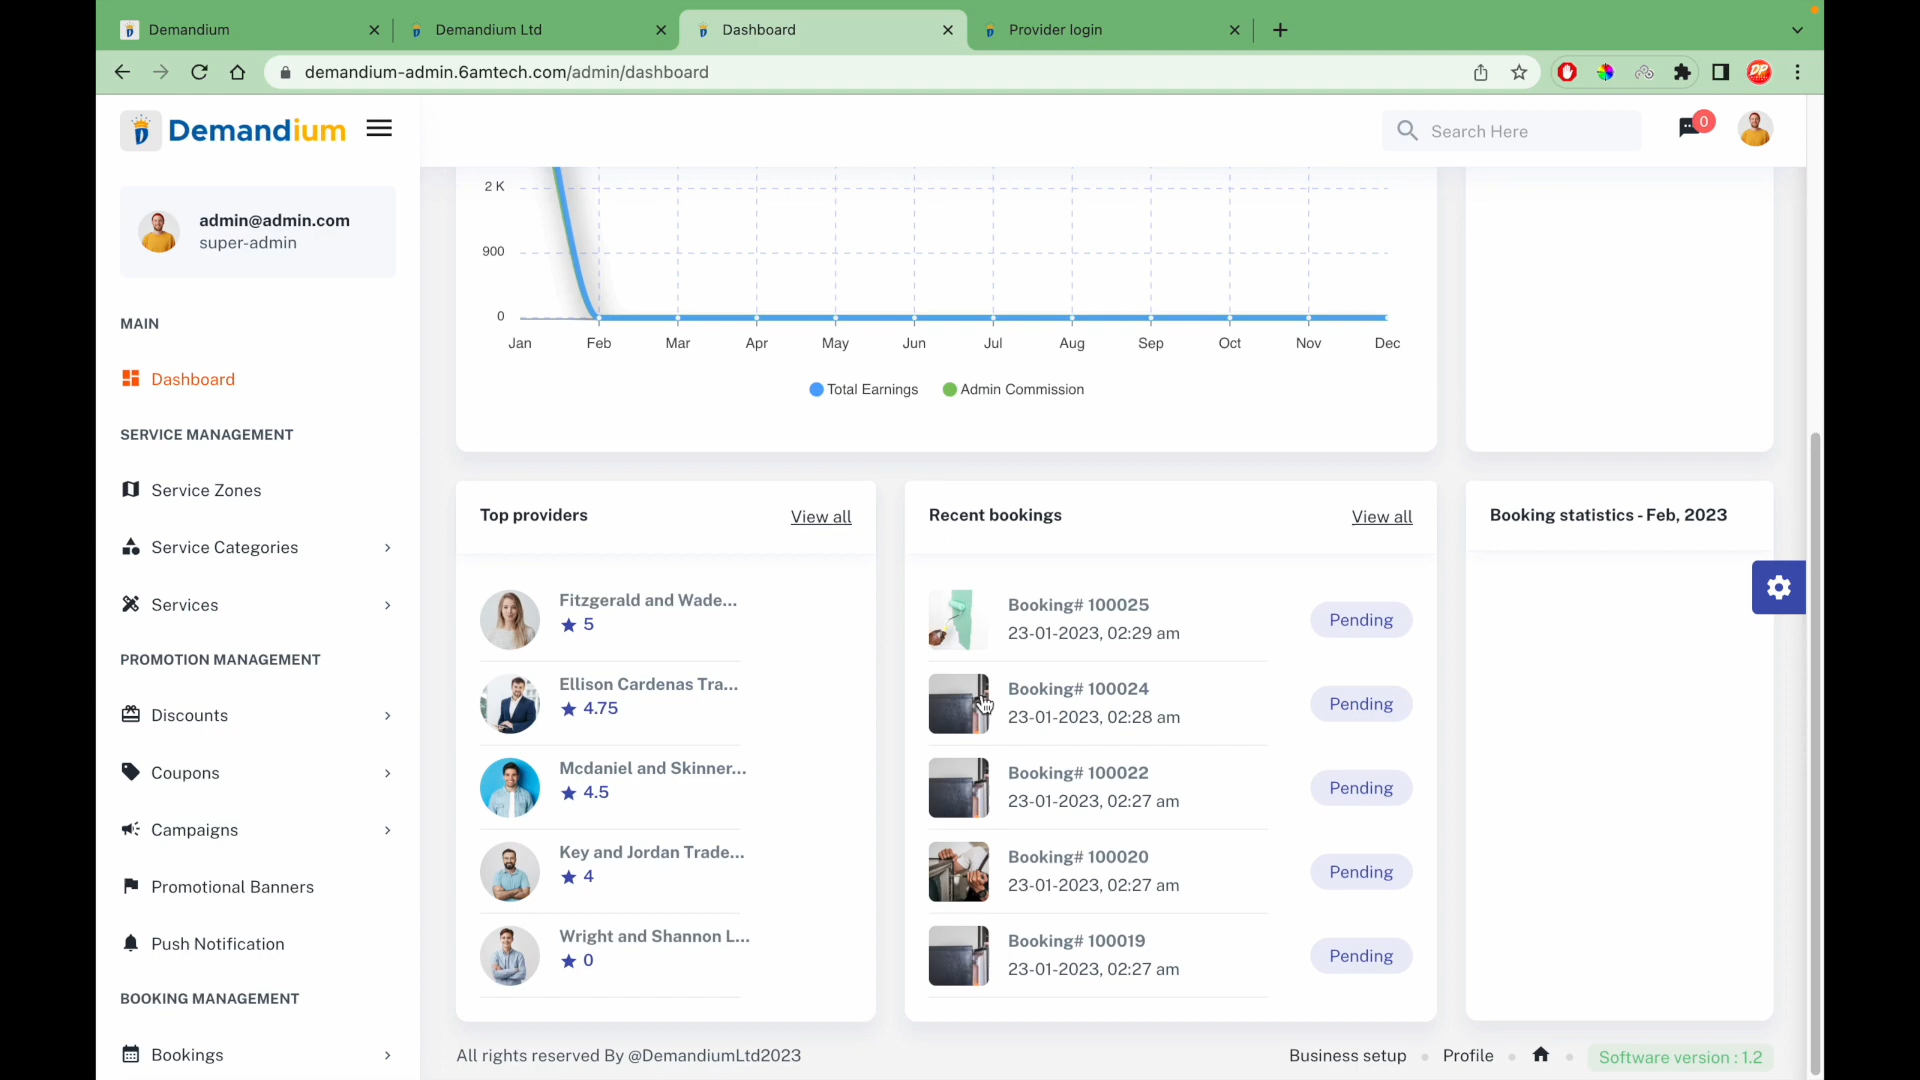 Demandium
Demandium Ltd
Dashboard
Provider login
demandium-admin.6amtech.com/admin/dashboard
DP
Demandium
Search Here
0
admin@admin.com
super-admin
MAIN
Dashboard
SERVICE MANAGEMENT
Service Zones
Service Categories
Services
PROMOTION MANAGEMENT
Discounts
Coupons
Campaigns
Promotional Banners
Push Notification
BOOKING MANAGEMENT
Bookings
2 K
900
0
Jan Feb Mar Apr May Jun Jul Aug Sep Oct Nov Dec
Total Earnings Admin Commission
Top providers
View all
Fitzgerald and Wade...
5
Ellison Cardenas Tra...
4.75
Mcdaniel and Skinner...
4.5
Key and Jordan Trade...
4
Wright and Shannon L...
0
Recent bookings
View all
Booking# 100025
23-01-2023, 02:29 am
Pending
Booking# 100024
23-01-2023, 02:28 am
Pending
Booking# 100022
23-01-2023, 02:27 am
Pending
Booking# 100020
23-01-2023, 02:27 am
Pending
Booking# 100019
23-01-2023, 02:27 am
Pending
Booking statistics - Feb, 2023
All rights reserved By @DemandiumLtd2023
Business setup
Profile
Software version : 1.2